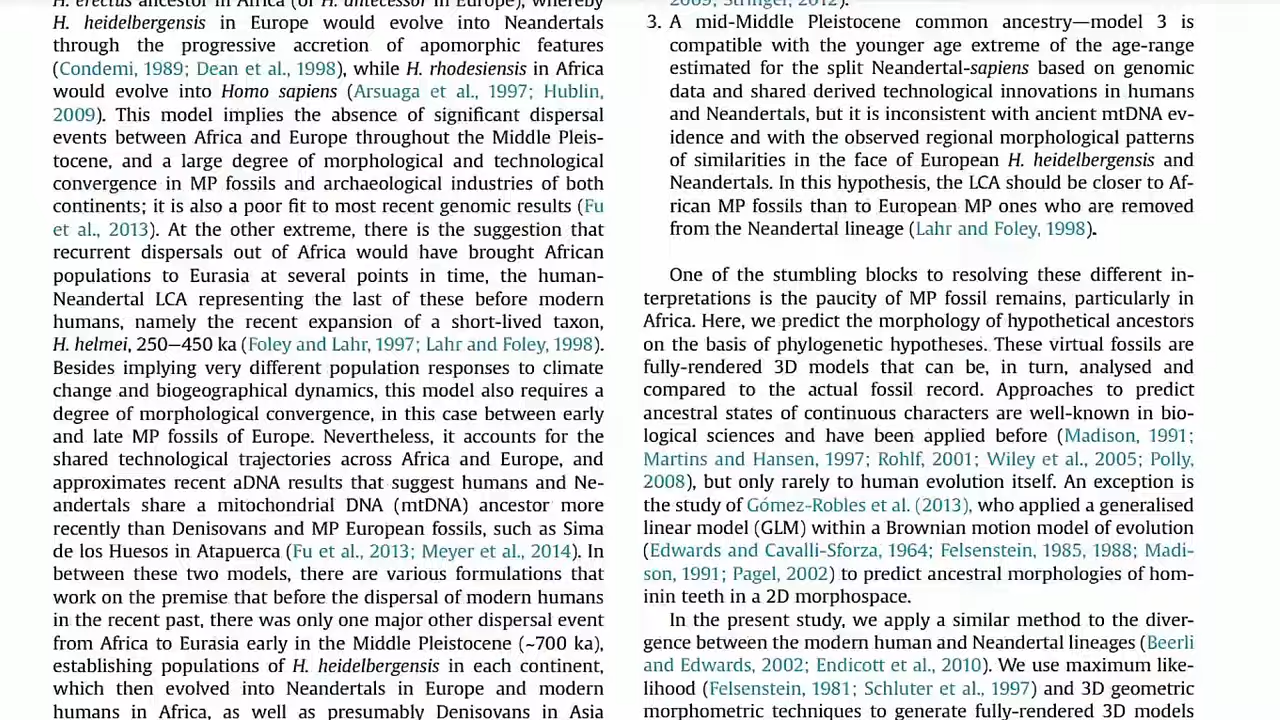 H. erectus ancestor in Africa (or H. antecessor in Europe), whereby
H. heidelbergensis in Europe would evolve into Neandertals
through the progressive accretion of apomorphic features
(Condemi, 1989; Dean et al., 1998), while H. rhodesiensis in Africa
would evolve into Homo sapiens (Arsuaga et al., 1997; Hublin,
2009). This model implies the absence of significant dispersal
events between Africa and Europe throughout the Middle Pleis-
tocene, and a large degree of morphological and technological
convergence in MP fossils and archaeological industries of both
continents; it is also a poor fit to most recent genomic results (Fu
et al., 2013). At the other extreme, there is the suggestion that
recurrent dispersals out of Africa would have brought African
populations to Eurasia at several points in time, the human-
Neandertal LCA representing the last of these before modern
humans, namely the recent expansion of a short-lived taxon,
H. helmei, 250–450 ka (Foley and Lahr, 1997; Lahr and Foley, 1998).
Besides implying very different population responses to climate
change and biogeographical dynamics, this model also requires a
degree of morphological convergence, in this case between early
and late MP fossils of Europe. Nevertheless, it accounts for the
shared technological trajectories across Africa and Europe, and
approximates recent aDNA results that suggest humans and Ne-
andertals share a mitochondrial DNA (mtDNA) ancestor more
recently than Denisovans and MP European fossils, such as Sima
de los Huesos in Atapuerca (Fu et al., 2013; Meyer et al., 2014). In
between these two models, there are various formulations that
work on the premise that before the dispersal of modern humans
in the recent past, there was only one major other dispersal event
from Africa to Eurasia early in the Middle Pleistocene (~700 ka),
establishing populations of H. heidelbergensis in each continent,
which then evolved into Neandertals in Europe and modern
humans in Africa, as well as presumably Denisovans in Asia
2009; Stringer, 2012).
3. A mid-Middle Pleistocene common ancestry—model 3 is
compatible with the younger age extreme of the age-range
estimated for the split Neandertal-sapiens based on genomic
data and shared derived technological innovations in humans
and Neandertals, but it is inconsistent with ancient mtDNA ev-
idence and with the observed regional morphological patterns
of similarities in the face of European H. heidelbergensis and
Neandertals. In this hypothesis, the LCA should be closer to Af-
rican MP fossils than to European MP ones who are removed
from the Neandertal lineage (Lahr and Foley, 1998).
One of the stumbling blocks to resolving these different in-
terpretations is the paucity of MP fossil remains, particularly in
Africa. Here, we predict the morphology of hypothetical ancestors
on the basis of phylogenetic hypotheses. These virtual fossils are
fully-rendered 3D models that can be, in turn, analysed and
compared to the actual fossil record. Approaches to predict
ancestral states of continuous characters are well-known in bio-
logical sciences and have been applied before (Madison, 1991;
Martins and Hansen, 1997; Rohlf, 2001; Wiley et al., 2005; Polly,
2008), but only rarely to human evolution itself. An exception is
the study of Gómez-Robles et al. (2013), who applied a generalised
linear model (GLM) within a Brownian motion model of evolution
(Edwards and Cavalli-Sforza, 1964; Felsenstein, 1985, 1988; Madi-
son, 1991; Pagel, 2002) to predict ancestral morphologies of hom-
inin teeth in a 2D morphospace.
In the present study, we apply a similar method to the diver-
gence between the modern human and Neandertal lineages (Beerli
and Edwards, 2002; Endicott et al., 2010). We use maximum like-
lihood (Felsenstein, 1981; Schluter et al., 1997) and 3D geometric
morphometric techniques to generate fully-rendered 3D models